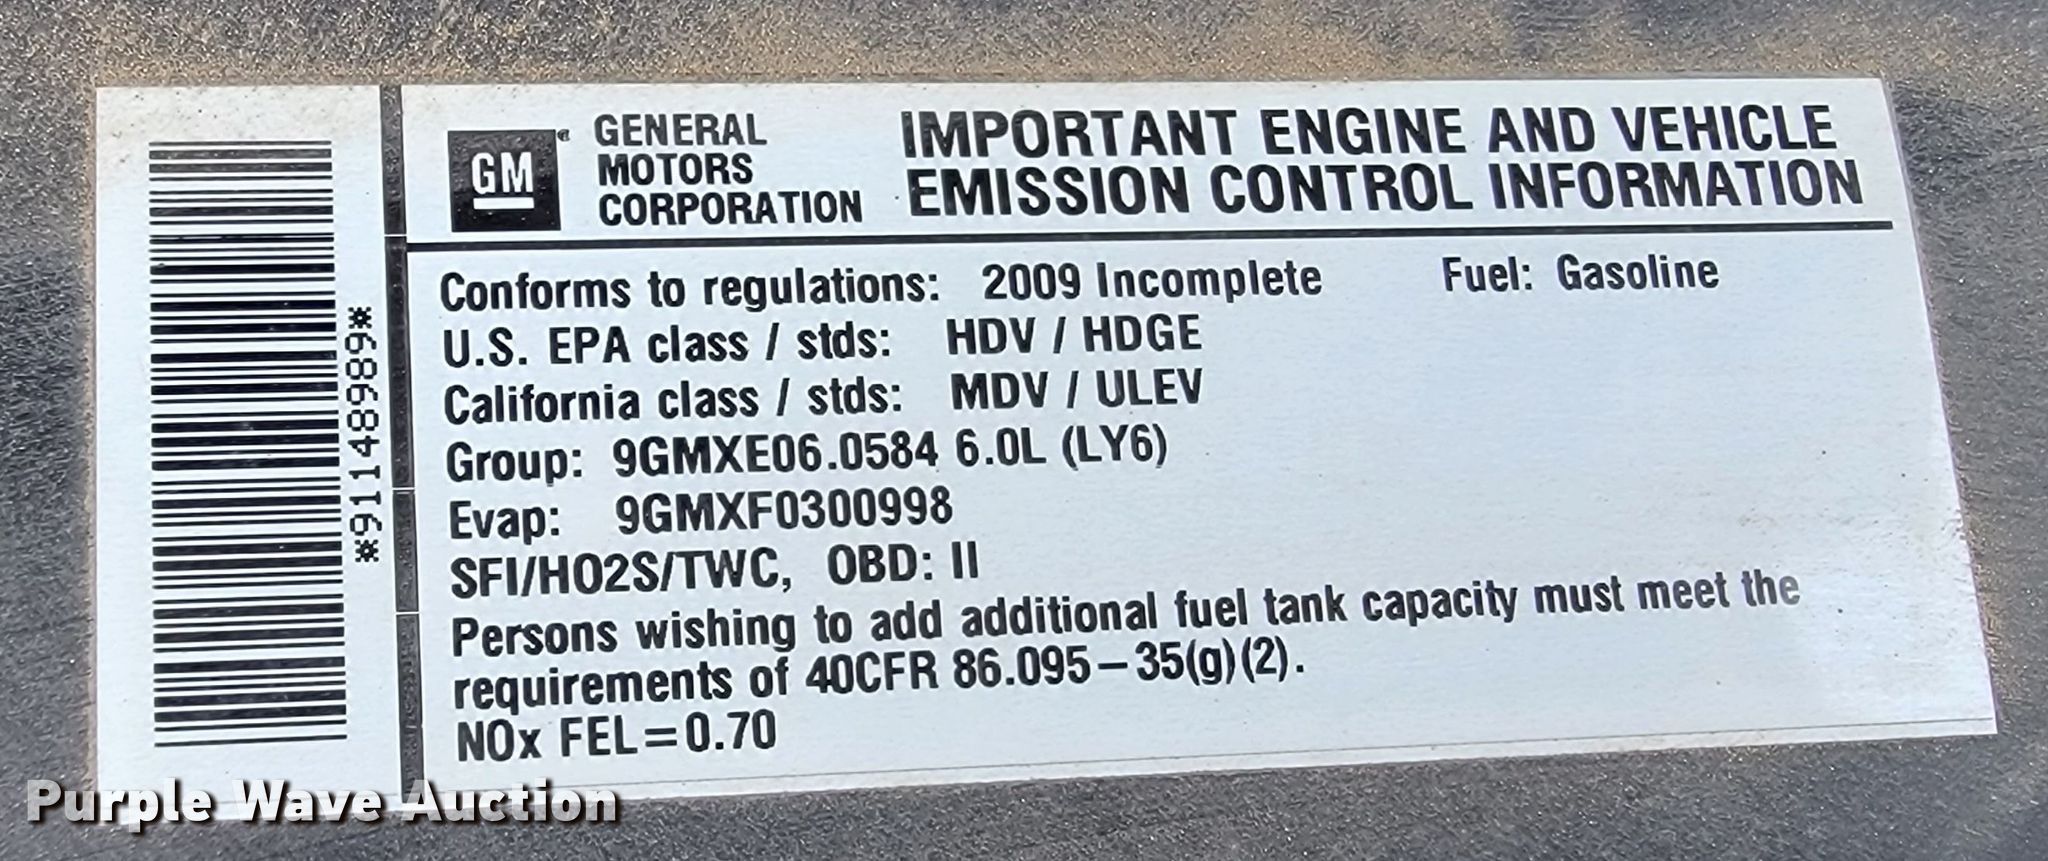 GM
GENERAL
MOTORS
CORPORATION
IMPORTANT ENGINE AND VEHICLE
EMISSION CONTROL INFORMATION
Conforms to regulations: 2009 Incomplete Fuel: Gasoline
U.S. EPA class / stds: HDV / HDGE
California class / stds: MDV / ULEV
Group: 9GMXE06.0584 6.0L (LY6)
Evap: 9GMXF0300998
SFI/HO2S/TWC, OBD: II
Persons wishing to add additional fuel tank capacity must meet the
requirements of 40CFR 86.095–35(g)(2).
NOx FEL=0.70
*91148989*
Purple Wave Auction